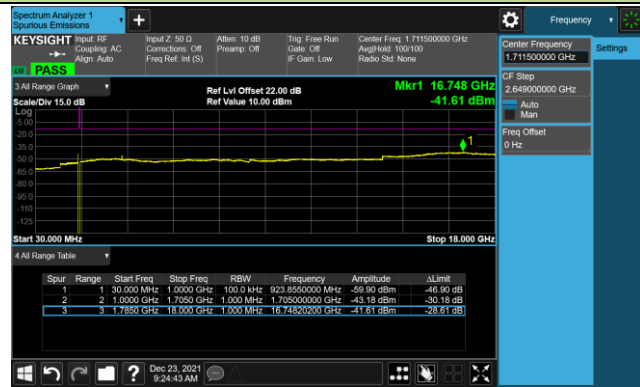 Spectrum Analyzer 1
Spurious Emissions
Frequency
KEYSIGHT Input: RF
Coupling: AC
Align: Auto
Input Z: 50 Ω
Corrections: Off
Freq Ref: Int (S)
Atten: 10 dB
Preamp: Off
Trig: Free Run
Gate: Off
IF Gain: Low
Center Freq: 1.711500000 GHz
Avg|Hold: 100/100
Radio Std: None
PASS
Center Frequency
1.711500000 GHz
Settings
CF Step
2.649000000 GHz
Auto
Man
Freq Offset
0 Hz
3 All Range Graph
Scale/Div 15.0 dB
Ref Lvl Offset 22.00 dB
Ref Value 10.00 dBm
Mkr1 16.748 GHz
-41.61 dBm
Log
-5.00
-20.0
-35.0
-50.0
-65.0
-80.0
-95.0
-110
-125
1
Start 30.000 MHz
Stop 18.000 GHz
4 All Range Table
Spur Range Start Freq Stop Freq RBW Frequency Amplitude ΔLimit
1 1 30.000 MHz 1.0000 GHz 100.0 kHz 923.8550000 MHz -59.90 dBm -46.90 dB
2 2 1.0000 GHz 1.7050 GHz 1.000 MHz 1.705000000 GHz -43.18 dBm -30.18 dB
3 3 1.7850 GHz 18.000 GHz 1.000 MHz 16.74820200 GHz -41.61 dBm -28.61 dB
?
Dec 23, 2021
9:24:43 AM